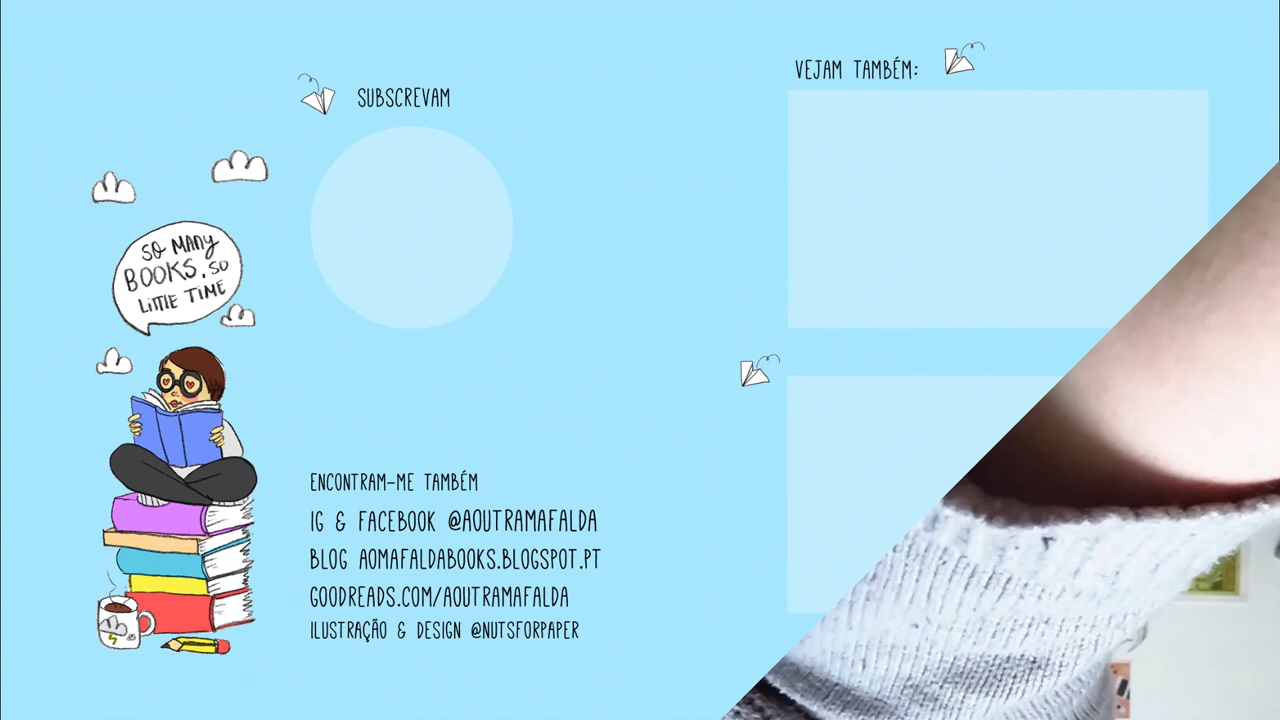 SUBSCREVAM
VEJAM TAMBÉM:
SO MANY
BOOKS, SO
LITTLE TIME
ENCONTRAM-ME TAMBÉM
IG & FACEBOOK @AOUTRAMAFALDA
BLOG AOMAFALDABOOKS.BLOGSPOT.PT
GOODREADS.COM/AOUTRAMAFALDA
ILUSTRAÇÃO & DESIGN @NUTSFORPAPER